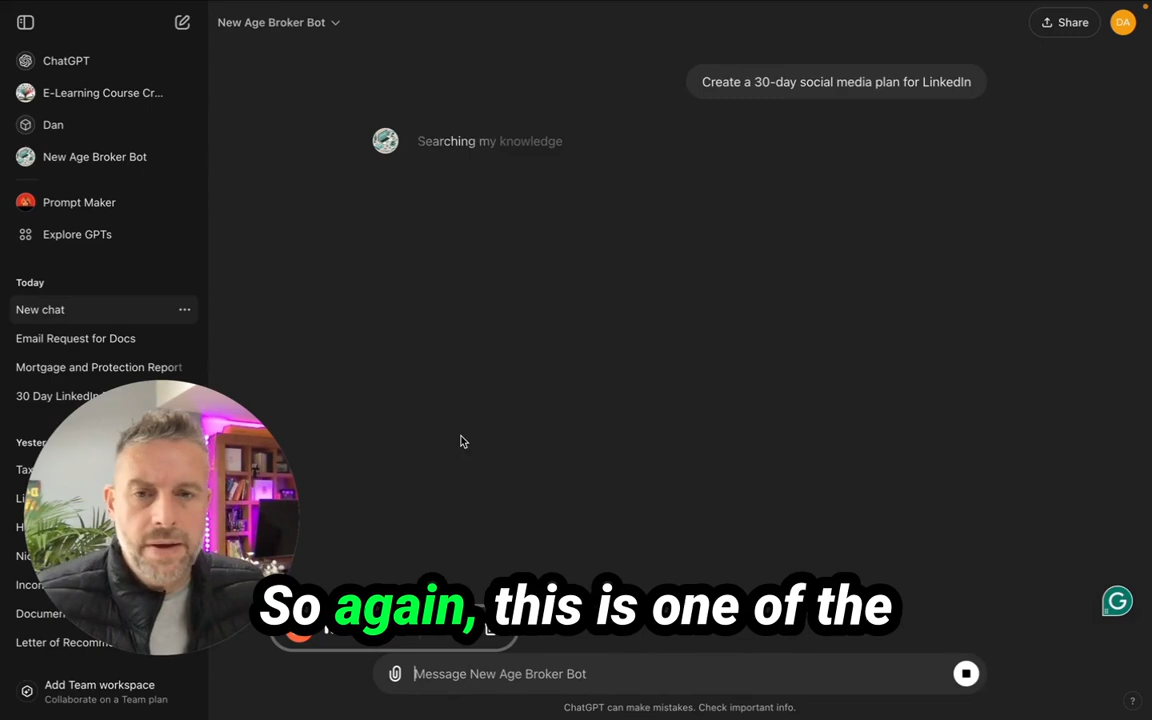 New Age Broker Bot
Share
DA
ChatGPT
E-Learning Course Cr...
Dan
New Age Broker Bot
Prompt Maker
Explore GPTs
Today
New chat
Email Request for Docs
Mortgage and Protection Report
30 Day LinkedIn
Yester
Tax
Documen
Letter of Recomm
Add Team workspace
Collaborate on a Team plan
Create a 30-day social media plan for LinkedIn
Searching my knowledge
So again, this is one of the
Message New Age Broker Bot
ChatGPT can make mistakes. Check important info.
?